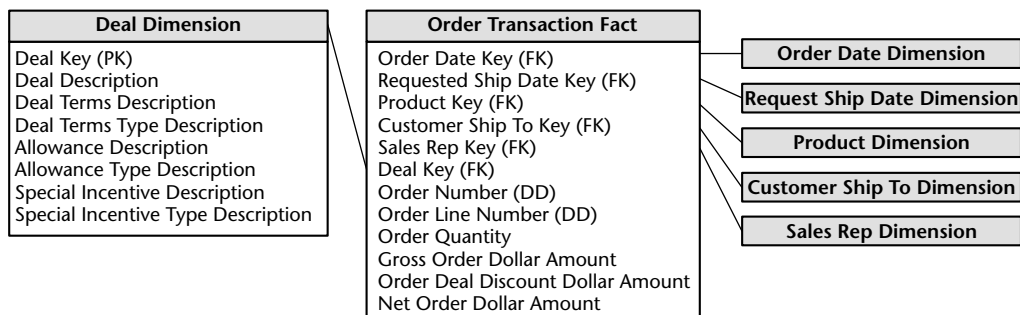 Deal Dimension
Deal Key (PK)
Deal Description
Deal Terms Description
Deal Terms Type Description
Allowance Description
Allowance Type Description
Special Incentive Description
Special Incentive Type Description
Order Transaction Fact
Order Date Key (FK)
Requested Ship Date Key (FK)
Product Key (FK)
Customer Ship To Key (FK)
Sales Rep Key (FK)
Deal Key (FK)
Order Number (DD)
Order Line Number (DD)
Order Quantity
Gross Order Dollar Amount
Order Deal Discount Dollar Amount
Net Order Dollar Amount
Order Date Dimension
Request Ship Date Dimension
Product Dimension
Customer Ship To Dimension
Sales Rep Dimension